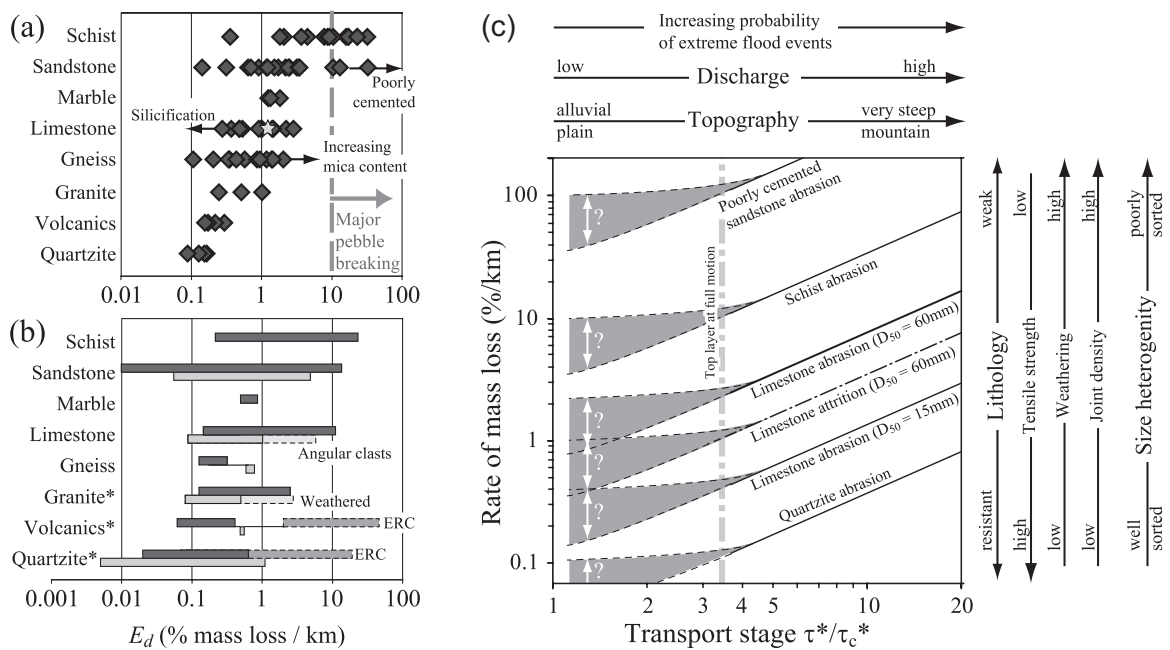 (a)
Schist
Sandstone
Marble
Limestone
Gneiss
Granite
Volcanics
Quartzite
Poorly
cemented
Silicification
Increasing
mica content
Major
pebble
breaking
0.01
0.1
1
10
100
(b)
Schist
Sandstone
Marble
Limestone
Gneiss
Granite*
Volcanics*
Quartzite*
Angular clasts
Weathered
ERC
ERC
0.001
0.01
0.1
1
10
100
E_d (% mass loss / km)
(c)
Increasing probability
of extreme flood events
low
Discharge
high
alluvial
plain
Topography
very steep
mountain
Rate of mass loss (%/km)
100
10
1
0.1
?
?
?
?
?
?
Top layer at full motion
Poorly cemented
sandstone abrasion
Schist abrasion
Limestone abrasion (D50 = 60mm)
Limestone attrition (D50 = 60mm)
Limestone abrasion (D50 = 15mm)
Quartzite abrasion
1
2
3
4
5
10
20
Transport stage τ*/τc*
resistant
Lithology
weak
high
Tensile strength
low
low
Weathering
high
low
Joint density
high
well
sorted
Size heterogenity
poorly
sorted